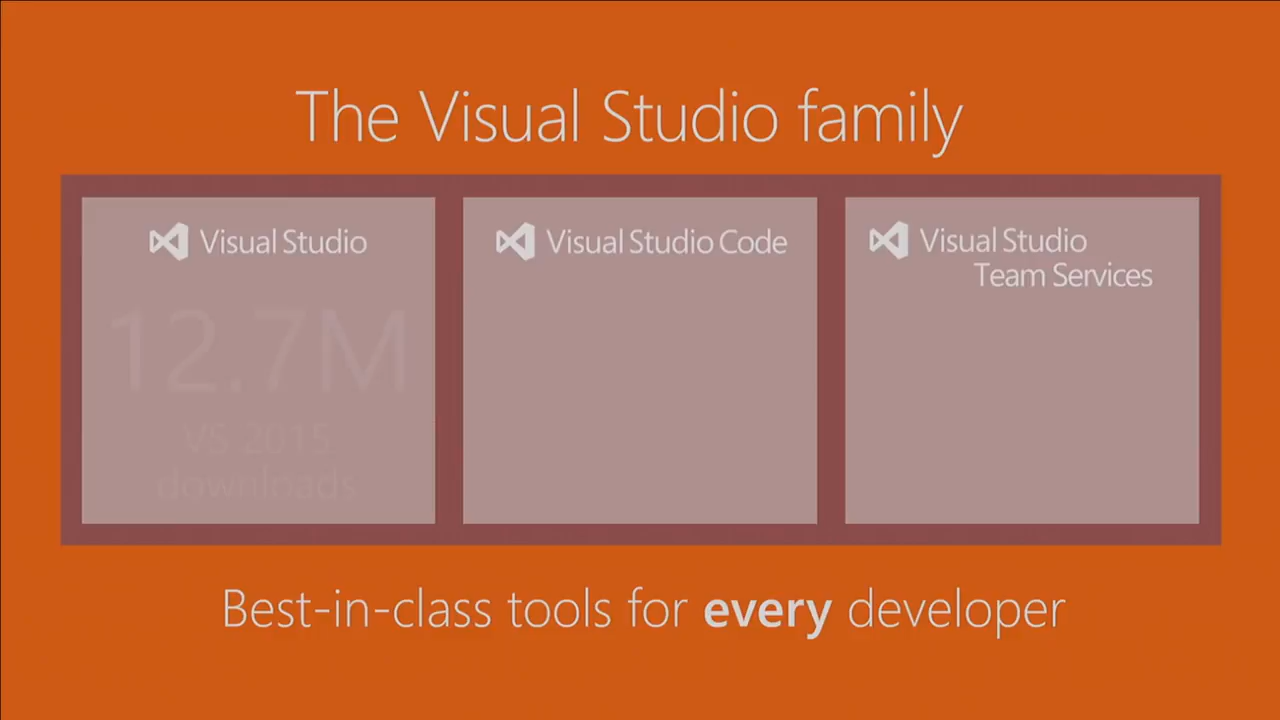 The Visual Studio family
Visual Studio
Visual Studio Code
Visual Studio
Team Services
12.7M
VS 2015
downloads
Best-in-class tools for every developer